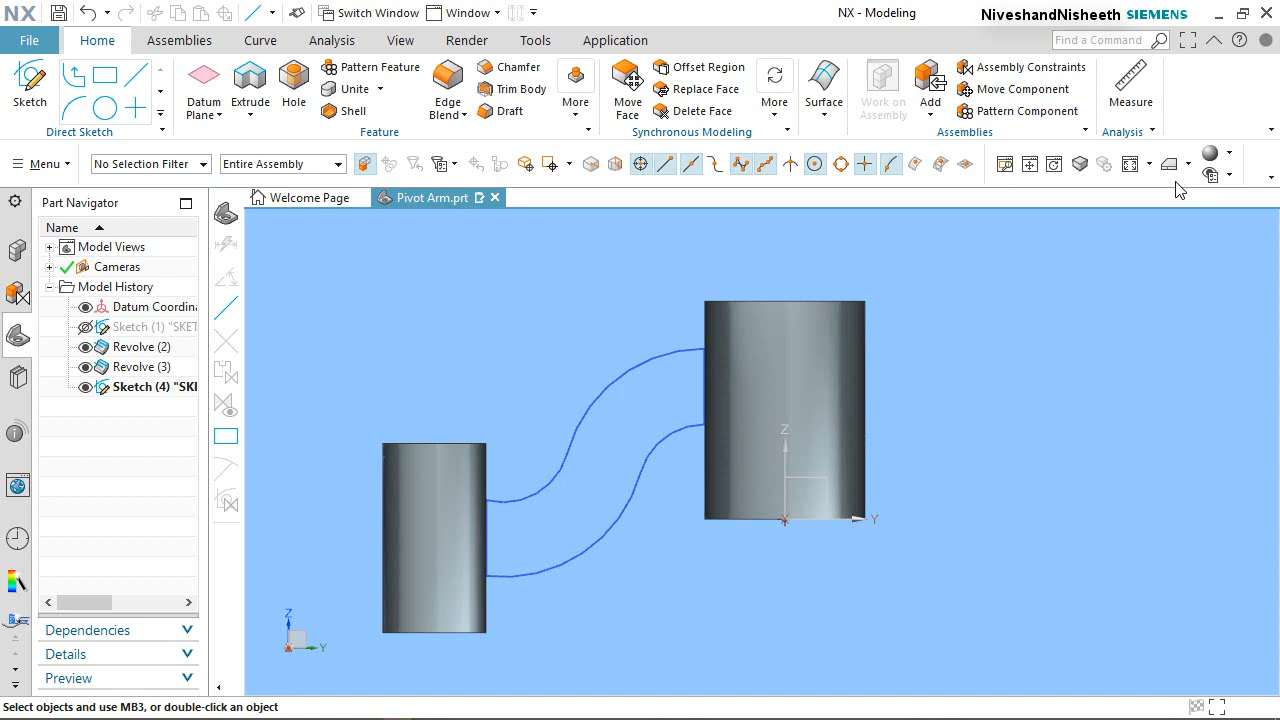 NX
Switch Window
Window
NX - Modeling
NiveshandNisheeth SIEMENS
File
Home
Assemblies
Curve
Analysis
View
Render
Tools
Application
Find a Command
Sketch
Direct Sketch
Datum
Plane
Extrude
Hole
Pattern Feature
Unite
Shell
Edge
Blend
Chamfer
Trim Body
Draft
More
Feature
Move
Face
Offset Region
Replace Face
Delete Face
More
Synchronous Modeling
Surface
Work on
Assembly
Add
Assembly Constraints
Move Component
Pattern Component
Assemblies
Measure
Analysis
Menu
No Selection Filter
Entire Assembly
Part Navigator
Welcome Page
Pivot Arm.prt
Name
Model Views
Cameras
Model History
Datum Coordina
Sketch (1) "SKET
Revolve (2)
Revolve (3)
Sketch (4) "SKE
Dependencies
Details
Preview
Z
Y
Z
Y
Select objects and use MB3, or double-click an object